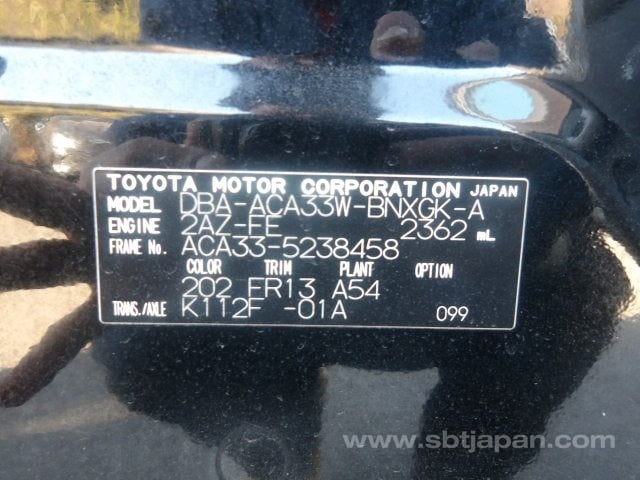 TOYOTA MOTOR CORPORATION JAPAN
MODEL DBA-ACA33W-BNXGK-A
ENGINE 2AZ-FE 2362 mL
FRAME No. ACA33-5238458
COLOR TRIM PLANT OPTION
202 FR13 A54
TRANS./AXLE K112F -01A 099
www.sbtjapan.com